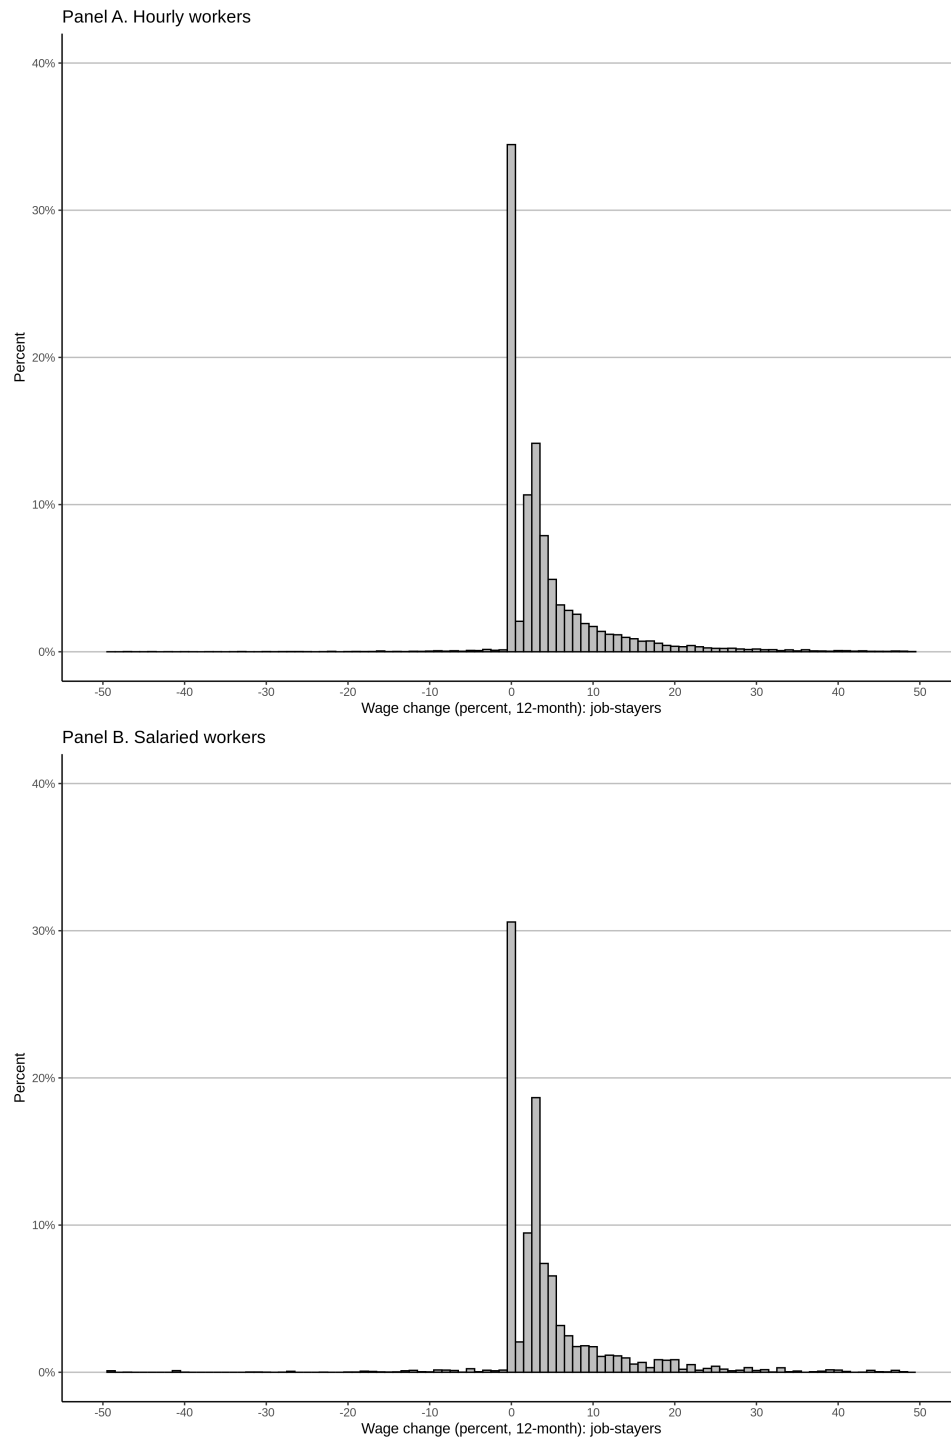 Panel A. Hourly workers
40%
30%
20%
10%
0%
Percent
-50 -40 -30 -20 -10 0 10 20 30 40 50
Wage change (percent, 12-month): job-stayers
Panel B. Salaried workers
40%
30%
20%
10%
0%
Percent
-50 -40 -30 -20 -10 0 10 20 30 40 50
Wage change (percent, 12-month): job-stayers